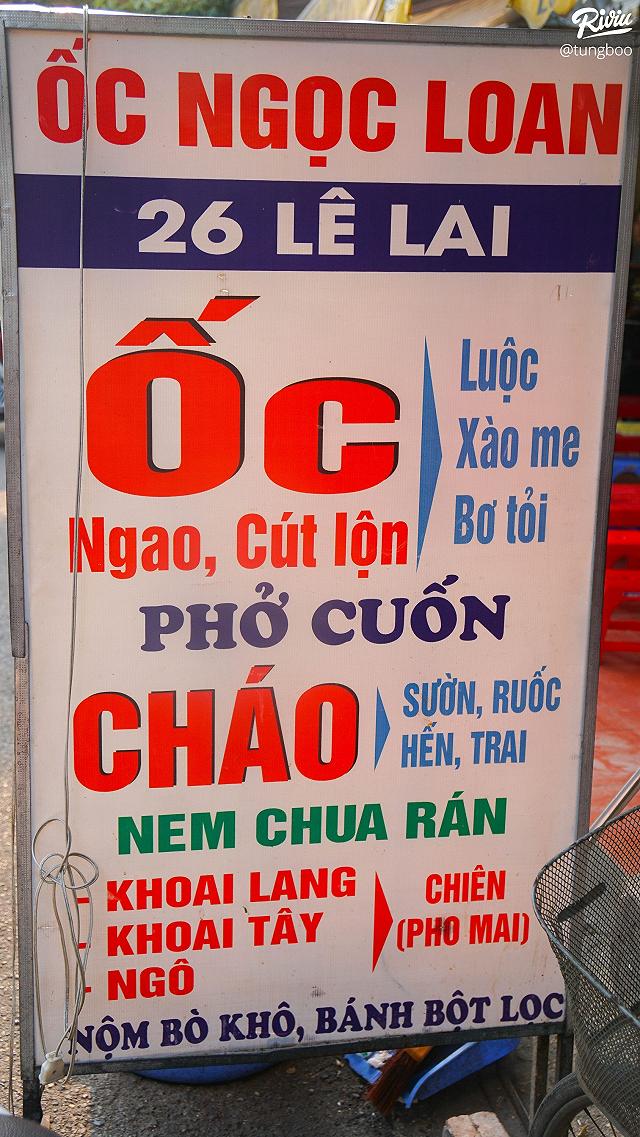 Riviu
@tungboo
ỐC NGỌC LOAN
26 LÊ LAI
Ốc
Ngao, Cút lộn
Luộc
Xào me
Bơ tỏi
PHỞ CUỐN
CHÁO
SƯỜN, RUỐC
HẾN, TRAI
NEM CHUA RÁN
- KHOAI LANG
- KHOAI TÂY
- NGÔ
CHIÊN
(PHO MAI)
NỘM BÒ KHÔ, BÁNH BỘT LỌC